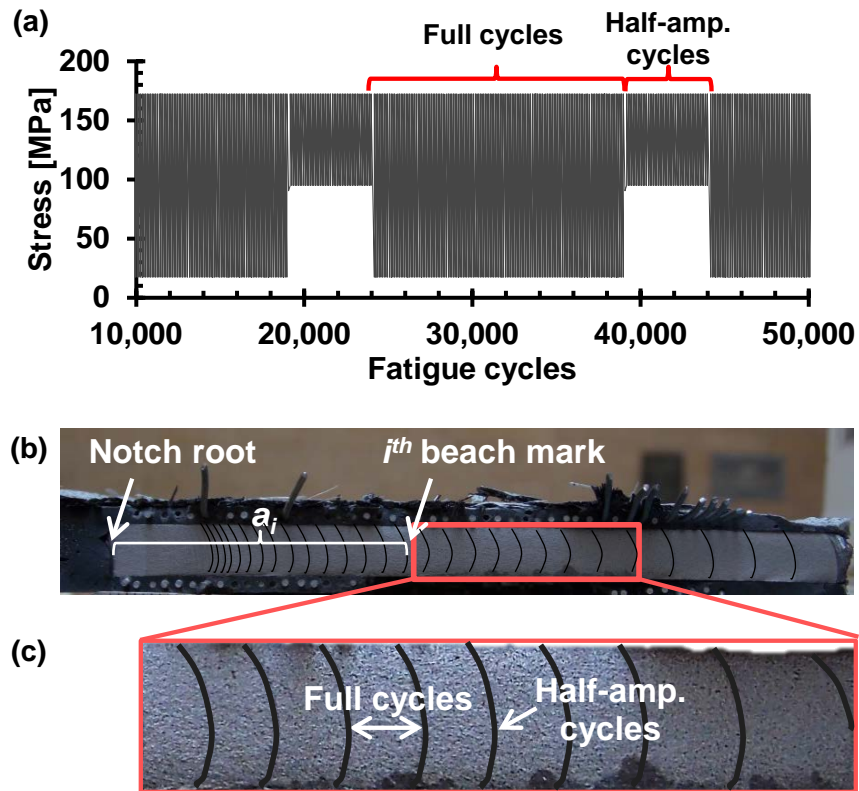 (a)
Full cycles
Half-amp.
cycles
Stress [MPa]
200
150
100
50
0
10,000
20,000
30,000
40,000
50,000
Fatigue cycles
(b)
Notch root
ith beach mark
ai
(c)
Full cycles
Half-amp.
cycles